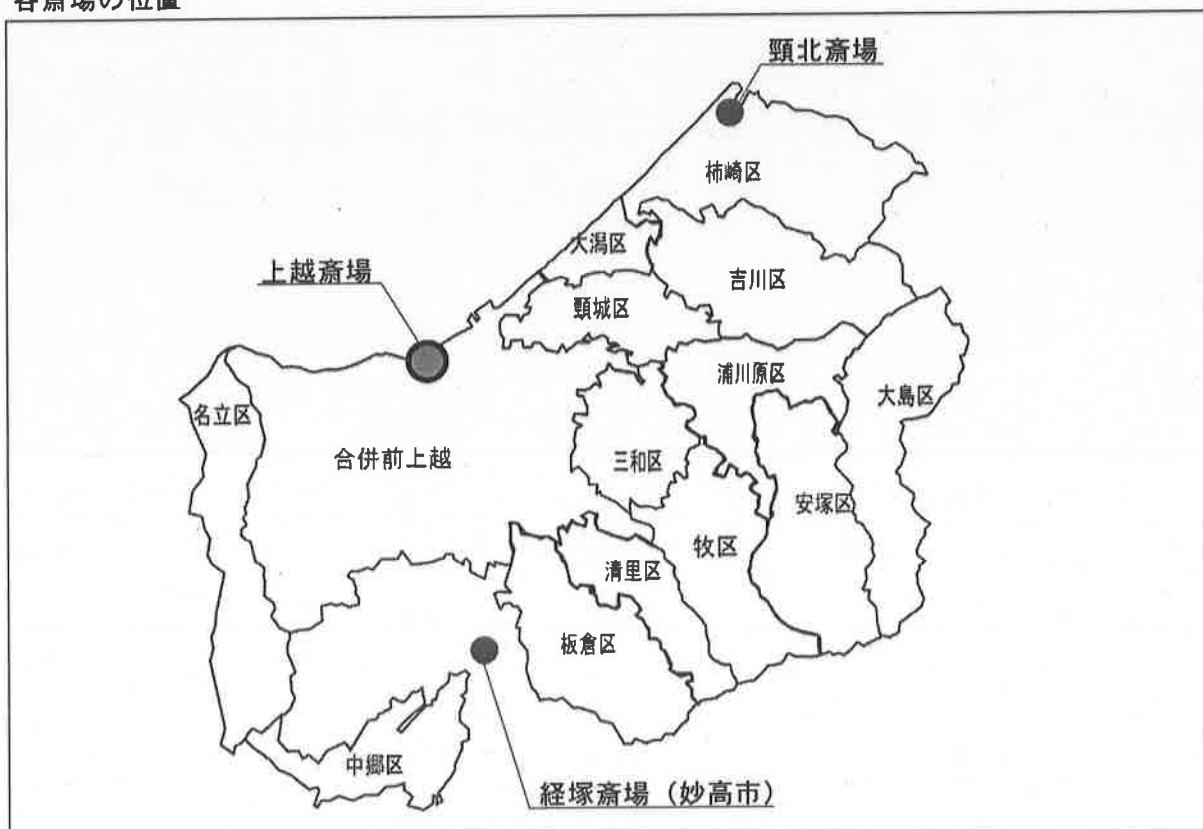 各斎場の位置
頸北斎場
柿崎区
大潟区
上越斎場
吉川区
頸城区
浦川原区
大島区
名立区
合併前上越
三和区
安塚区
牧区
清里区
板倉区
中郷区
経塚斎場（妙高市）